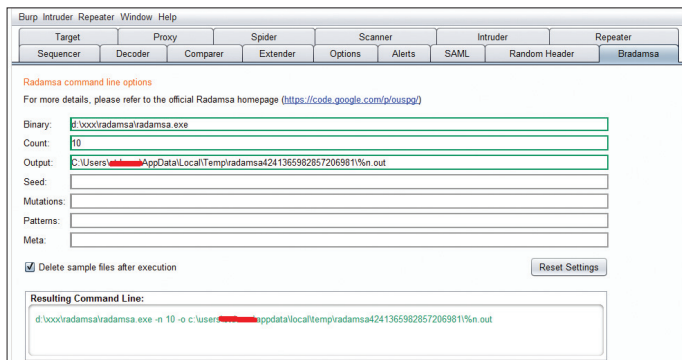 Burp Intruder Repeater Window Help
Target Proxy Spider Scanner Intruder Repeater
Sequencer Decoder Comparer Extender Options Alerts SAML Random Header Bradamsa
Radamsa command line options
For more details, please refer to the official Radamsa homepage (https://code.google.com/p/ouspg/)
Binary: d:\xxx\radamsa\radamsa.exe
Count: 10
Output: C:\Users\ AppData\Local\Temp\radamsa4241365982857206981\%n.out
Seed:
Mutations:
Patterns:
Meta:
Delete sample files after execution Reset Settings
Resulting Command Line:
d:\xxx\radamsa\radamsa.exe -n 10 -o c:\users\ appdata\local\temp\radamsa4241365982857206981\%n.out